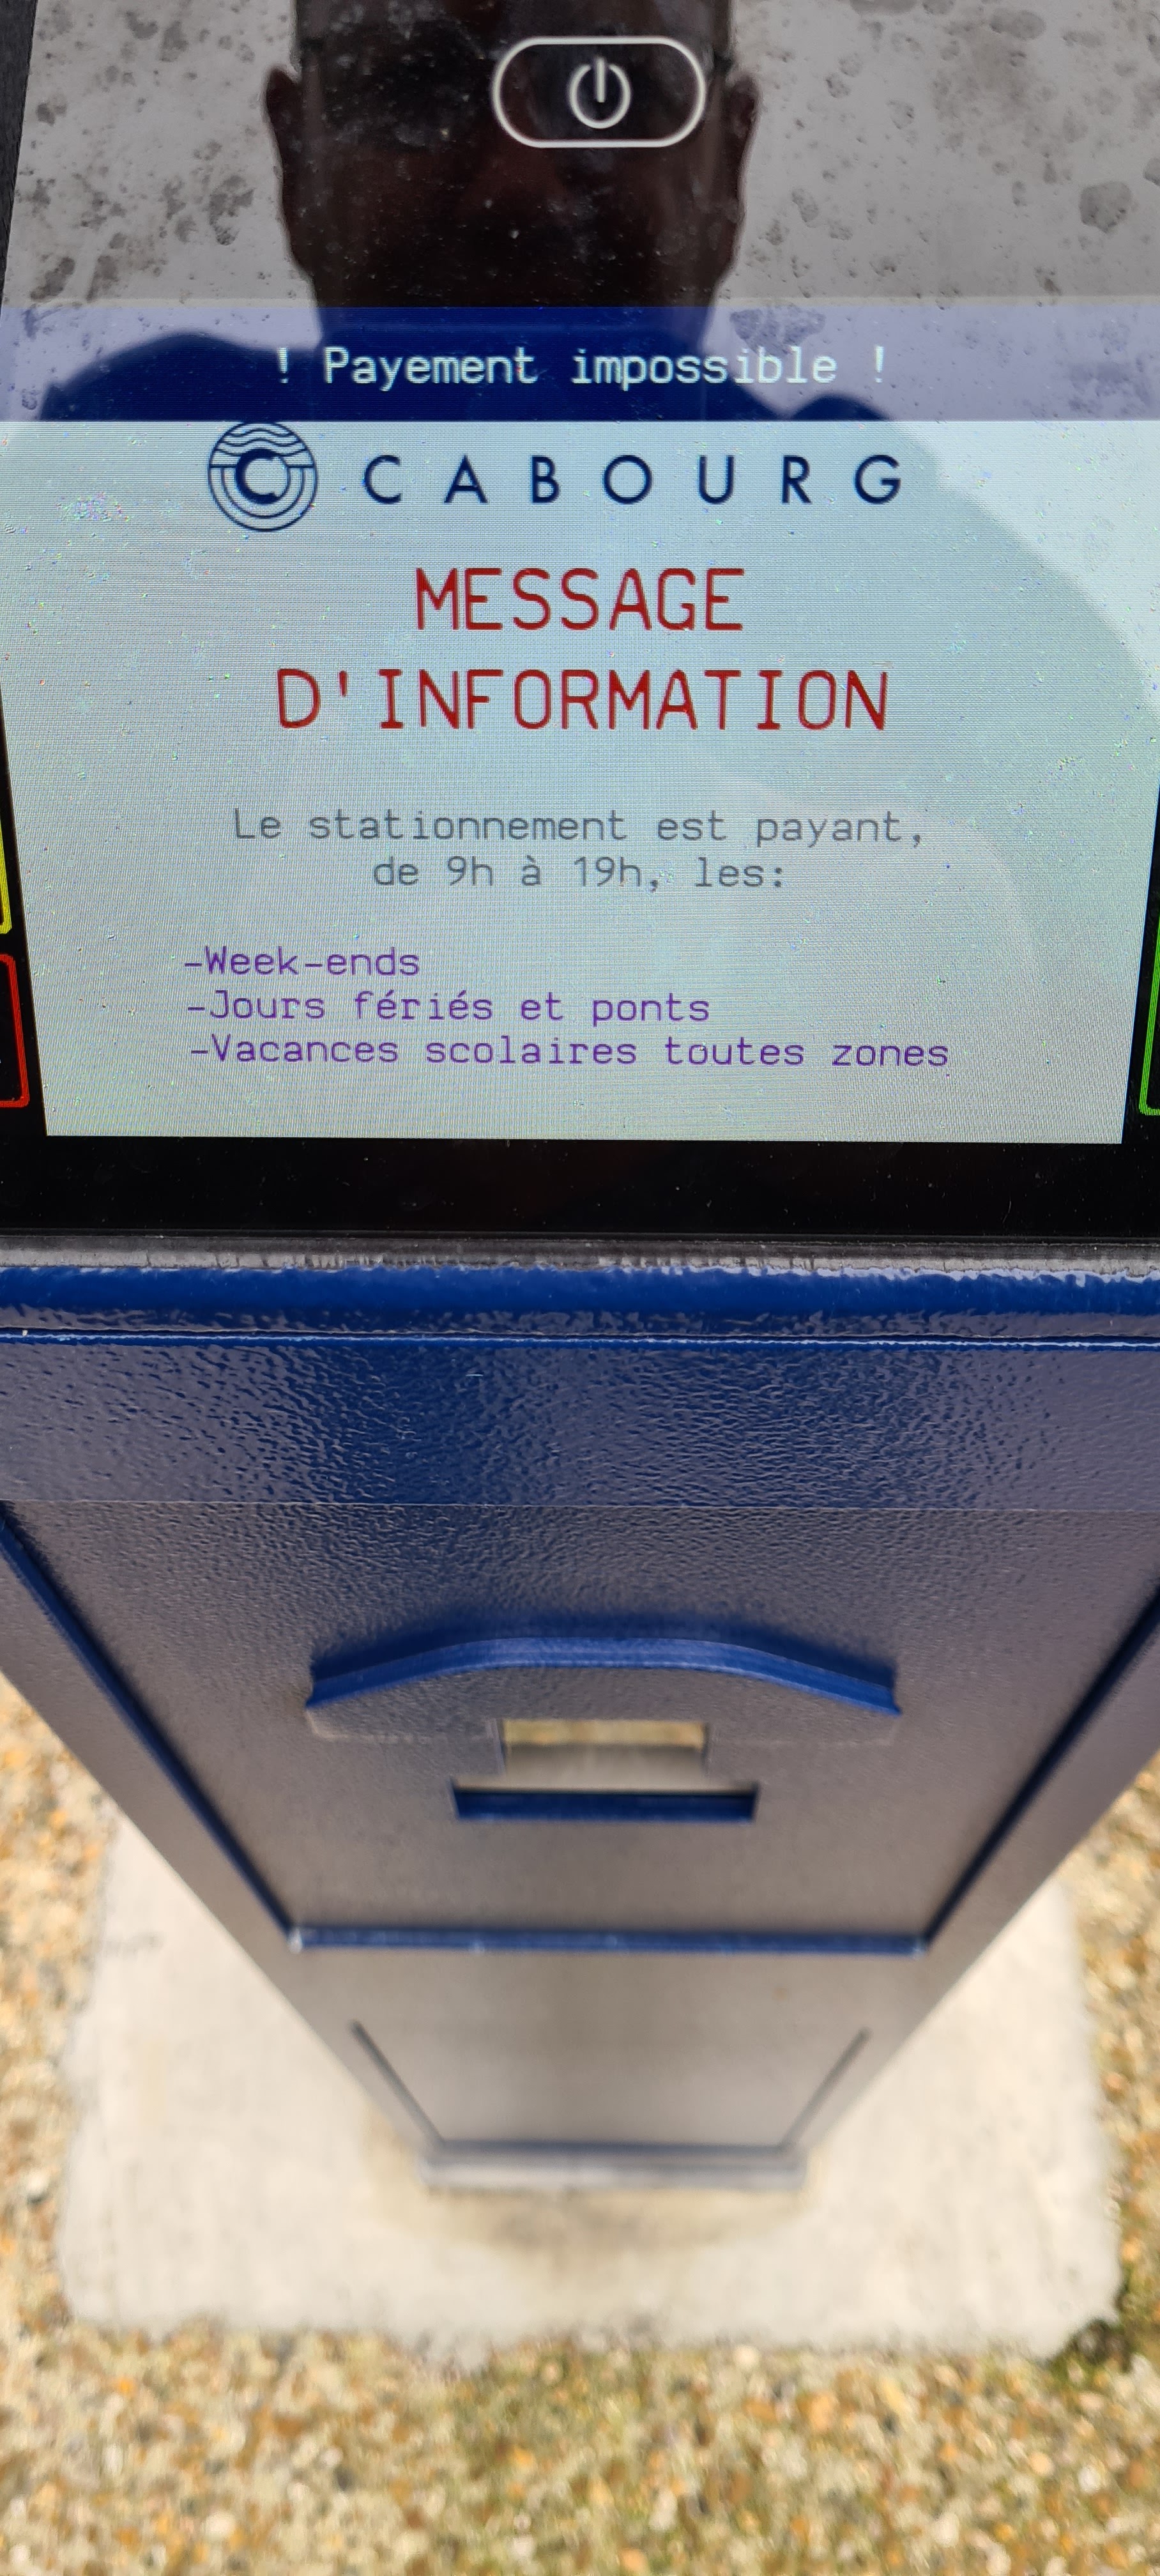 ! Payement impossible !
CABOURG
MESSAGE
D'INFORMATION
Le stationnement est payant,
de 9h à 19h, les:
-Week-ends
-Jours fériés et ponts
-Vacances scolaires toutes zones